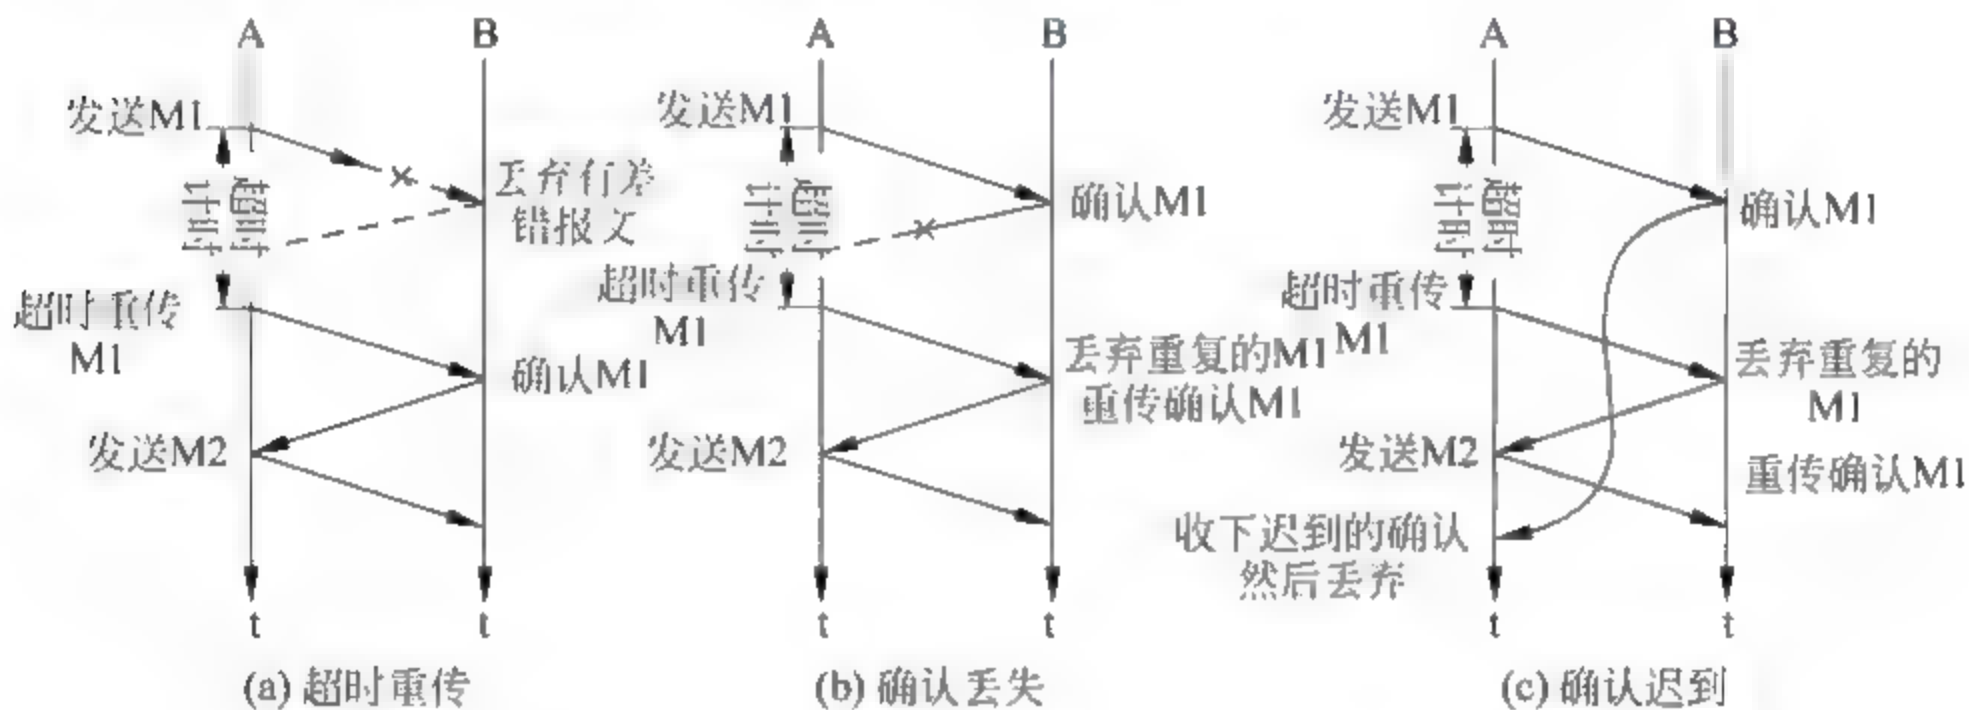 A
B
发送M1
超时
计时
丢弃有差
错报文
超时重传
M1
确认M1
发送M2
t
t
(a) 超时重传
A
B
发送M1
超时
计时
确认M1
超时重传
M1
丢弃重复的M1
重传确认M1
发送M2
t
t
(b) 确认丢失
A
B
发送M1
超时
计时
确认M1
超时重传
M1
丢弃重复的
M1
发送M2
重传确认M1
收下迟到的确认
然后丢弃
t
t
(c) 确认迟到